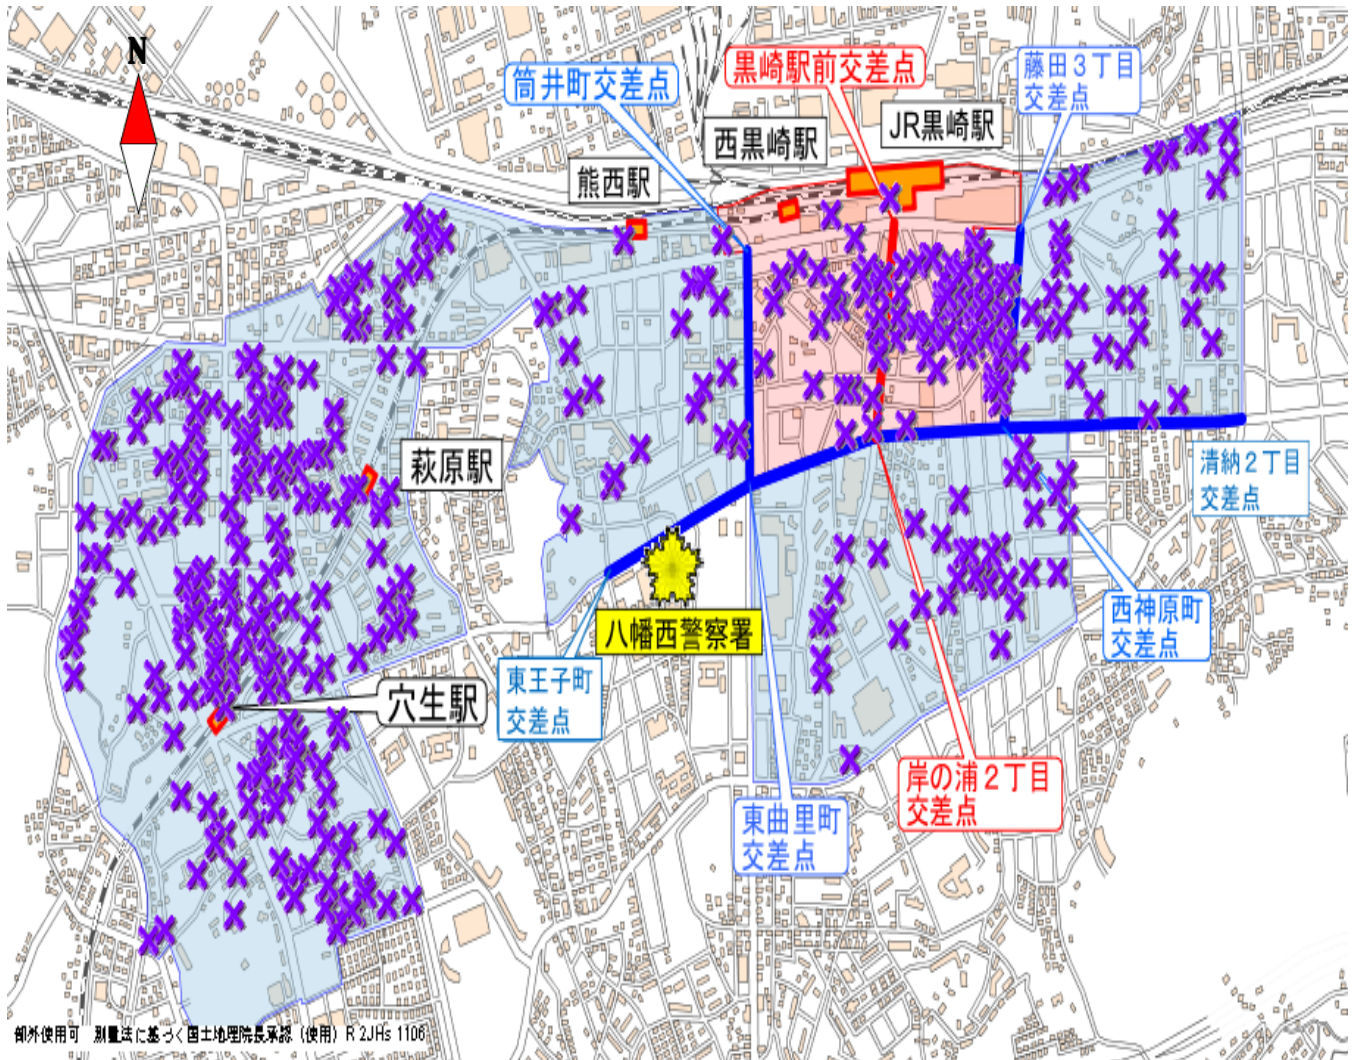 N
筒井町交差点
黒崎駅前交差点
藤田３丁目
交差点
西黒崎駅
JR黒崎駅
熊西駅
萩原駅
清納２丁目
交差点
西神原町
交差点
八幡西警察署
東王子町
交差点
穴生駅
岸の浦２丁目
交差点
東曲里町
交差点
部外使用可　測量法に基づく国土地理院長承認（使用）R 2JHs 1106